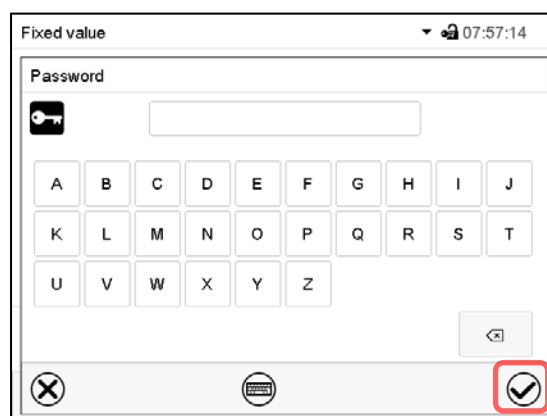 Fixed value 07:57:14
Password
A B C D E F G H I J
K L M N O P Q R S T
U V W X Y Z